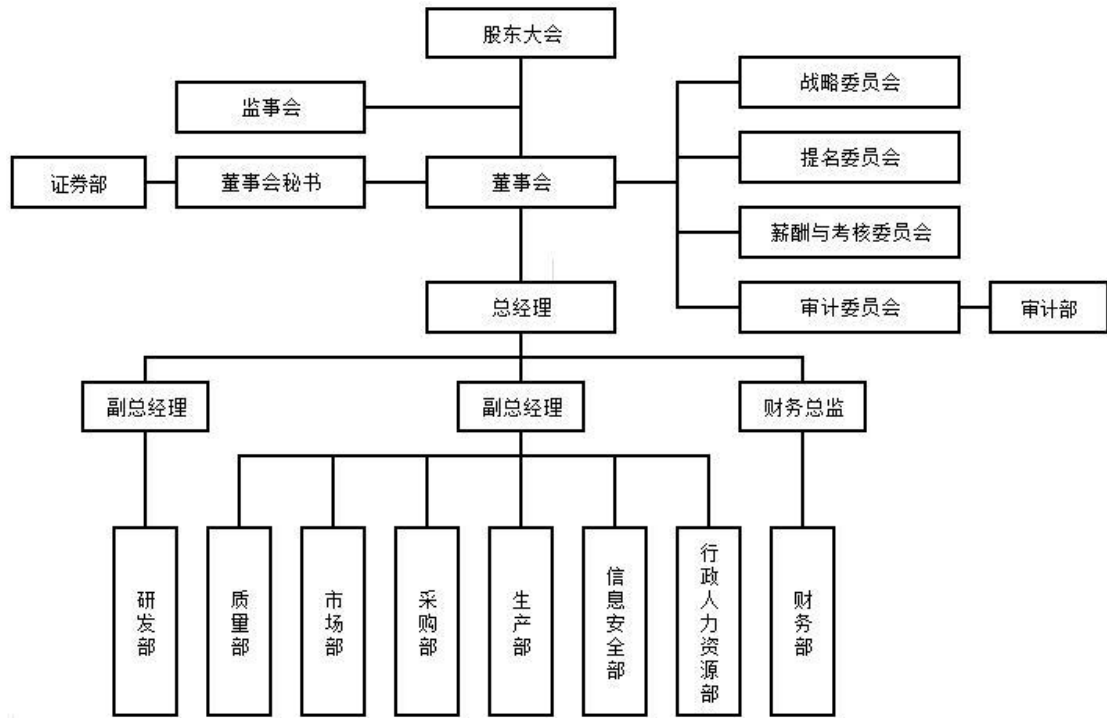 股东大会
监事会
战略委员会
提名委员会
证券部
董事会秘书
董事会
薪酬与考核委员会
总经理
审计委员会
审计部
副总经理
副总经理
财务总监
研发部
质量部
市场部
采购部
生产部
信息安全部
行政人力资源部
财务部